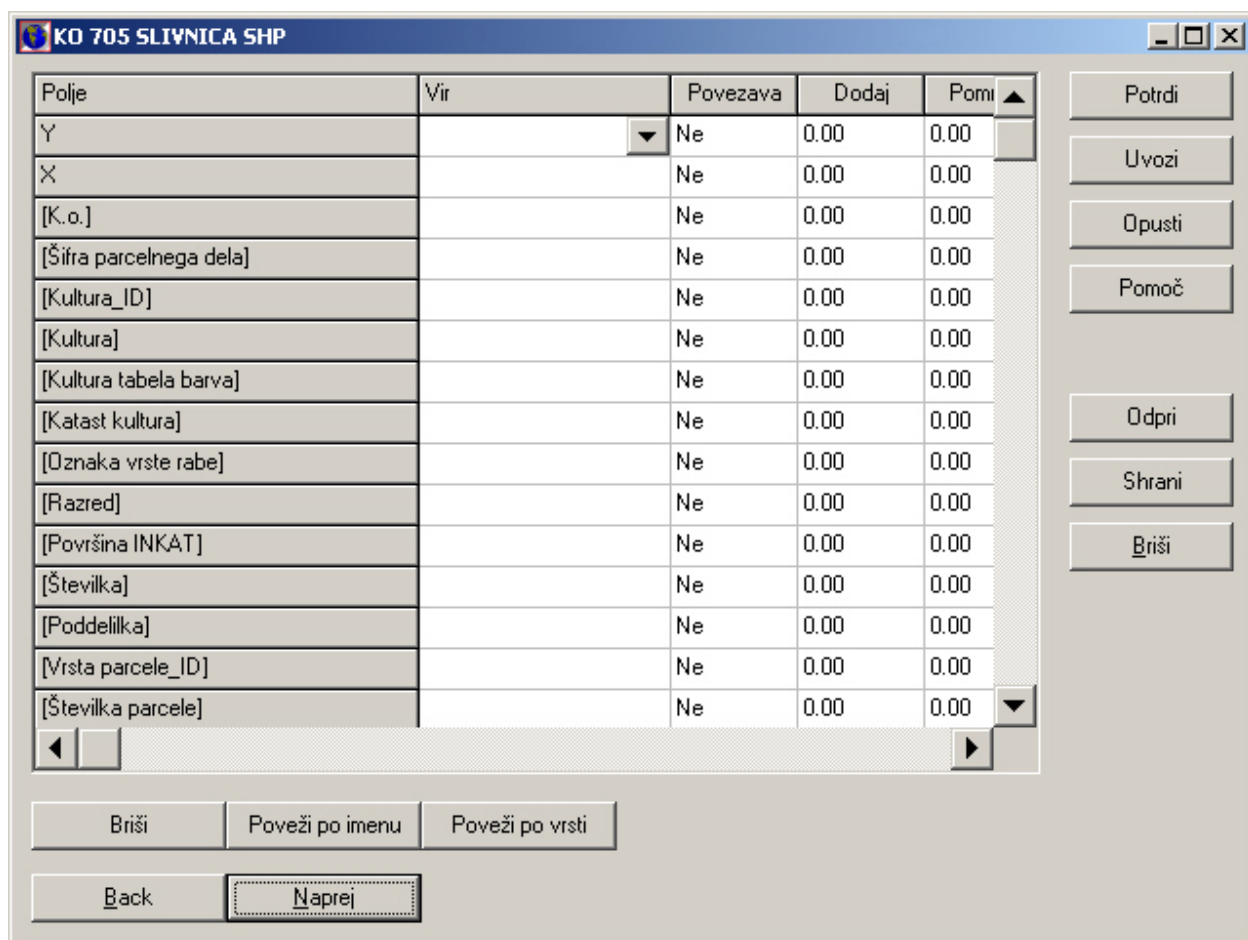 KO 705 SLIVNICA SHP
Polje Vir Povezava Dodaj
Y Ne 0.00 0.00
X Ne 0.00 0.00
[K.o.] Ne 0.00 0.00
[Šifra parcelnega dela] Ne 0.00 0.00
[Kultura_ID] Ne 0.00 0.00
[Kultura] Ne 0.00 0.00
[Kultura tabela barva] Ne 0.00 0.00
[Katast kultura] Ne 0.00 0.00
[Oznaka vrste rabe] Ne 0.00 0.00
[Razred] Ne 0.00 0.00
[Površina INKAT] Ne 0.00 0.00
[Številka] Ne 0.00 0.00
[Poddelilka] Ne 0.00 0.00
[Vrsta parcele_ID] Ne 0.00 0.00
[Številka parcele] Ne 0.00 0.00
Potrdi
Uvozi
Opusti
Pomoč
Odpri
Shrani
Briši
Briši Poveži po imenu Poveži po vrsti
Back Naprej